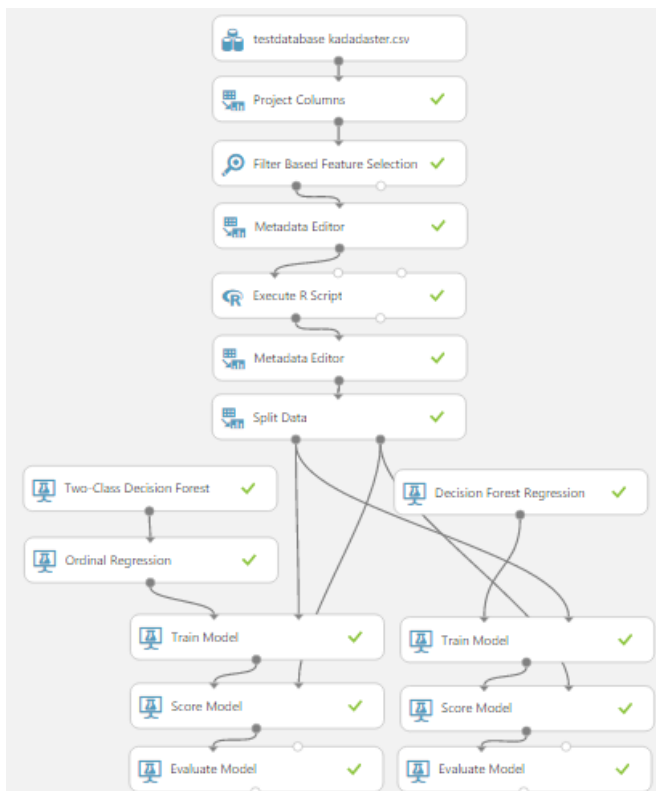 testdatabase kadadaster.csv
Project Columns
Filter Based Feature Selection
Metadata Editor
Execute R Script
Metadata Editor
Split Data
Two-Class Decision Forest
Decision Forest Regression
Ordinal Regression
Train Model
Train Model
Score Model
Score Model
Evaluate Model
Evaluate Model